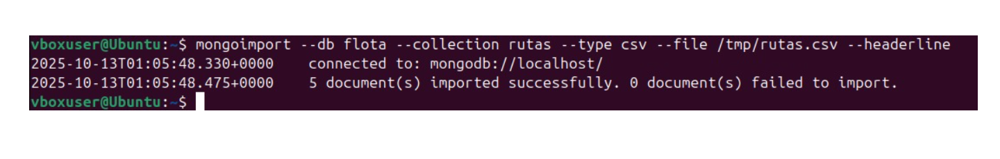 vboxuser@Ubuntu:~$ mongoimport --db flota --collection rutas --type csv --file /tmp/rutas.csv --headerline
2025-10-13T01:05:48.330+0000    connected to: mongodb://localhost/
2025-10-13T01:05:48.475+0000    5 document(s) imported successfully. 0 document(s) failed to import.
vboxuser@Ubuntu:~$